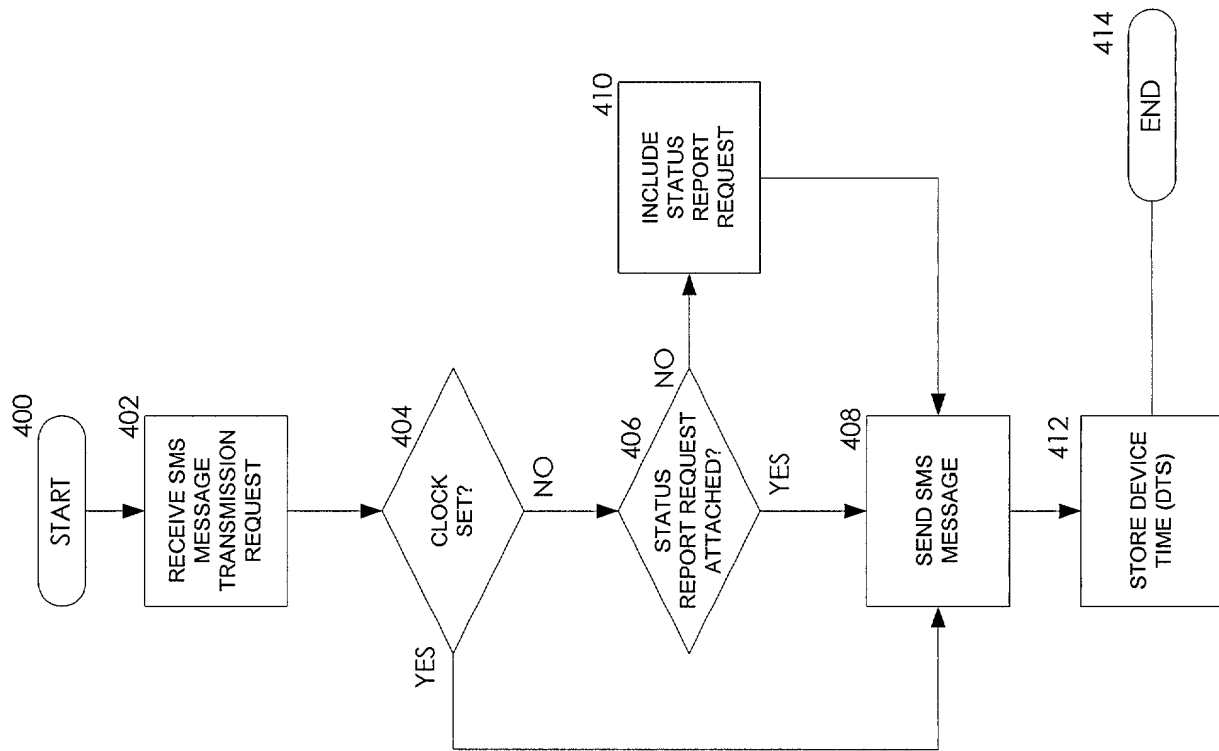 400
START
402
RECEIVE SMS
MESSAGE
TRANSMISSION
REQUEST
404
CLOCK
SET?
YES
NO
406
STATUS
REPORT REQUEST
ATTACHED?
NO
YES
410
INCLUDE
STATUS
REPORT
REQUEST
408
SEND SMS
MESSAGE
412
STORE DEVICE
TIME (DTS)
414
END